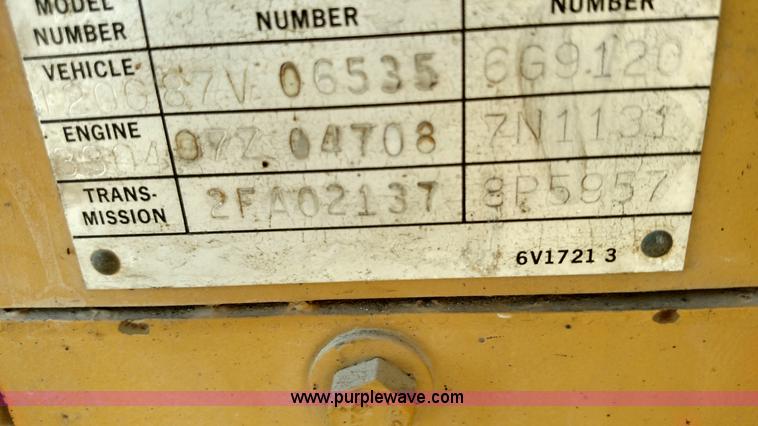 MODEL NUMBER NUMBER NUMBER
VEHICLE 120G 87V 06535 6G9120
ENGINE 3304 07Z 04708 7N1131
TRANS-
MISSION 2FA02137 8P5957
6V1721 3
www.purplewave.com